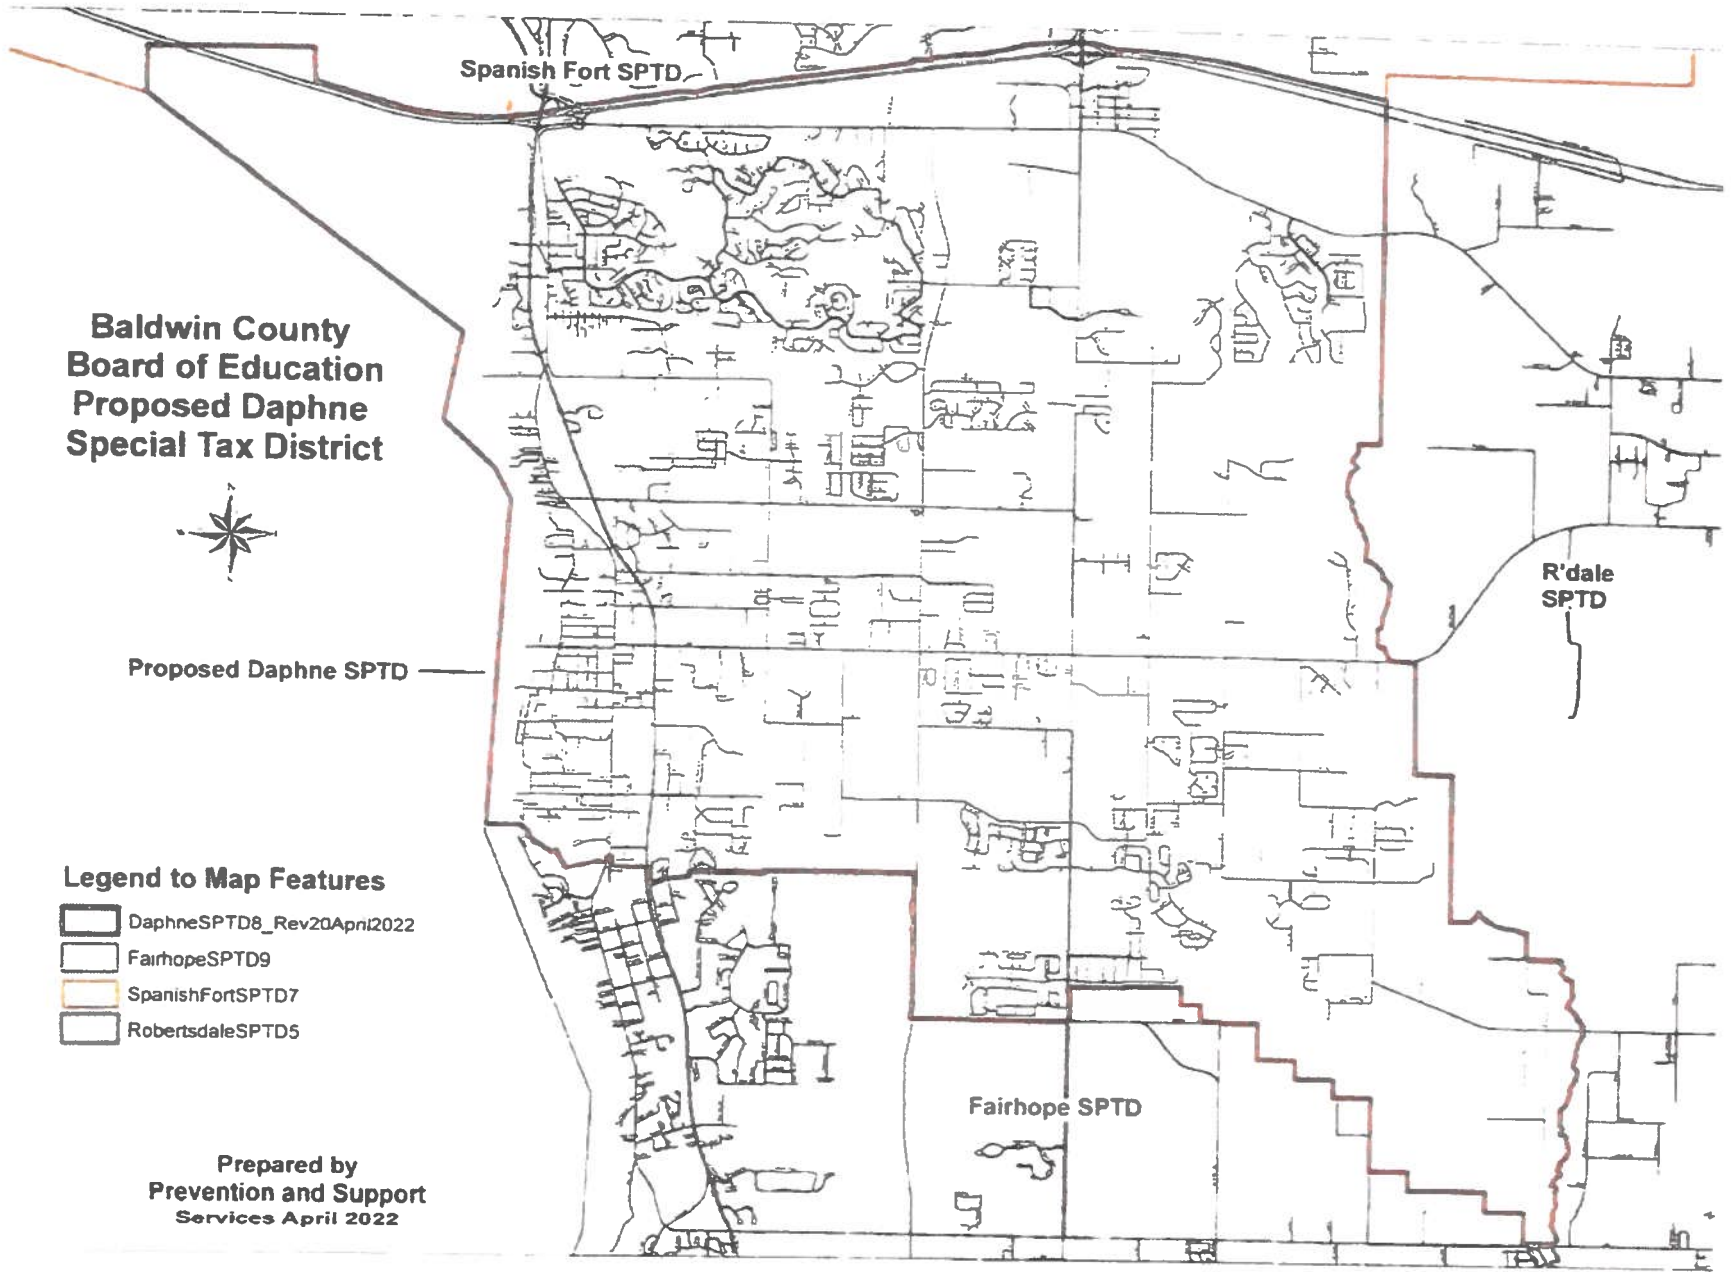 Spanish Fort SPTD
Baldwin County
Board of Education
Proposed Daphne
Special Tax District
R'dale
SPTD
Proposed Daphne SPTD
Legend to Map Features
DaphneSPTD8_Rev20April2022
FairhopeSPTD9
SpanishFortSPTD7
RobertsdaleSPTD5
Fairhope SPTD
Prepared by
Prevention and Support
Services April 2022